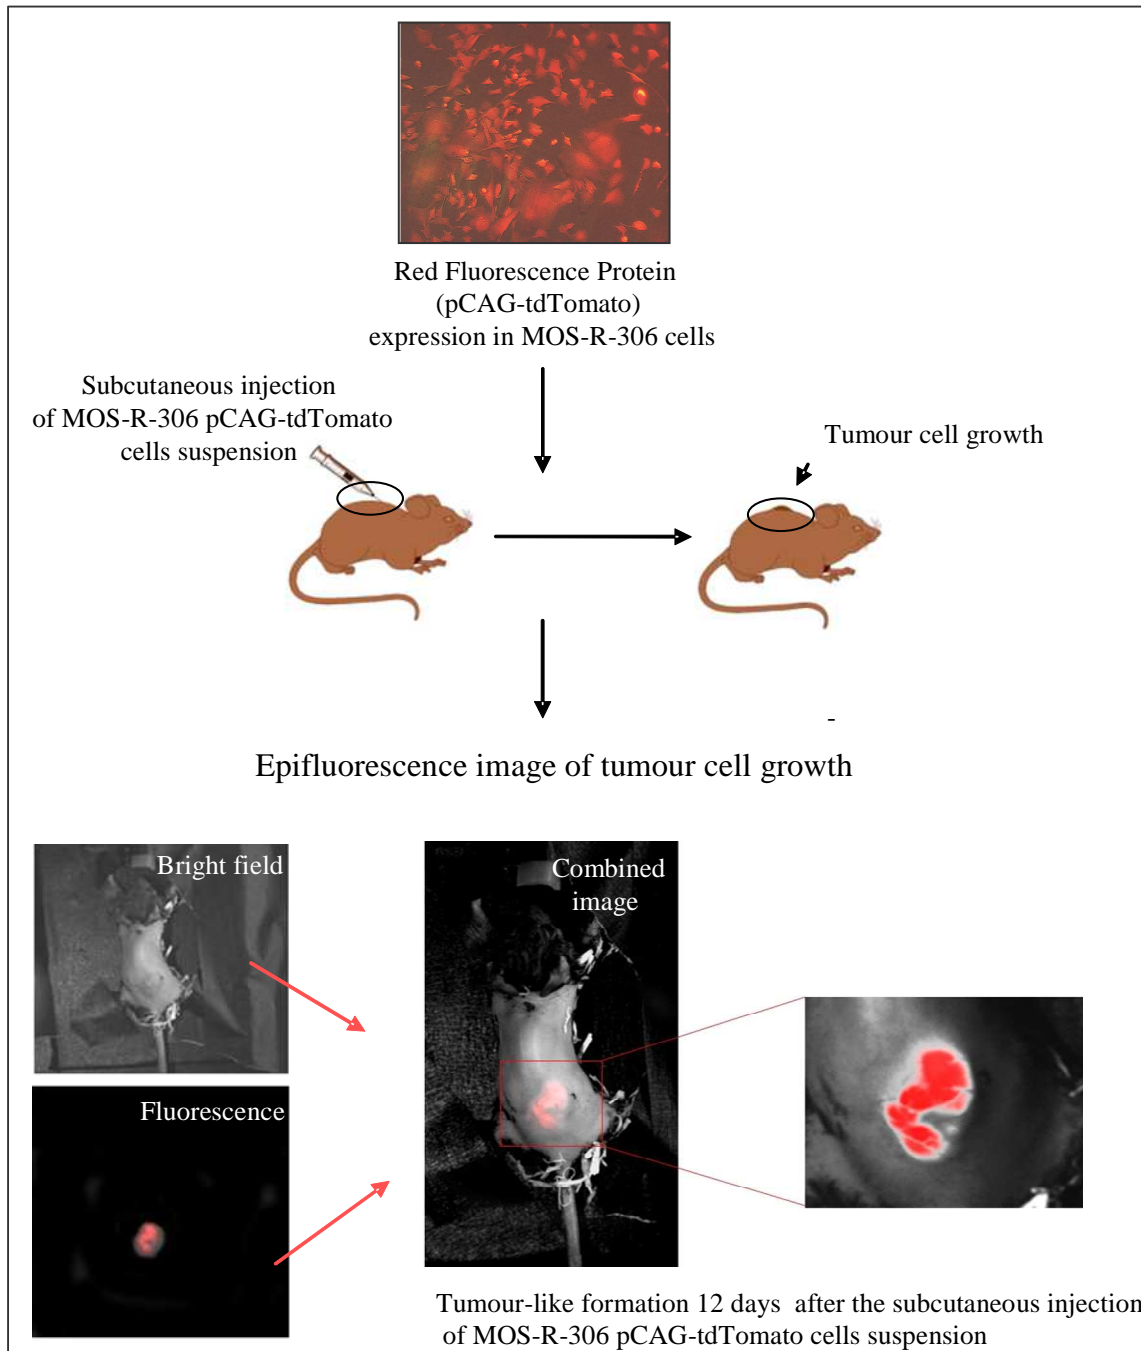 Red Fluorescence Protein
(pCAG-tdTomato)
expression in MOS-R-306 cells
Subcutaneous injection
of MOS-R-306 pCAG-tdTomato
cells suspension
Tumour cell growth
-
Epifluorescence image of tumour cell growth
Bright field
Combined
image
Fluorescence
Tumour-like formation 12 days after the subcutaneous injection
of MOS-R-306 pCAG-tdTomato cells suspension